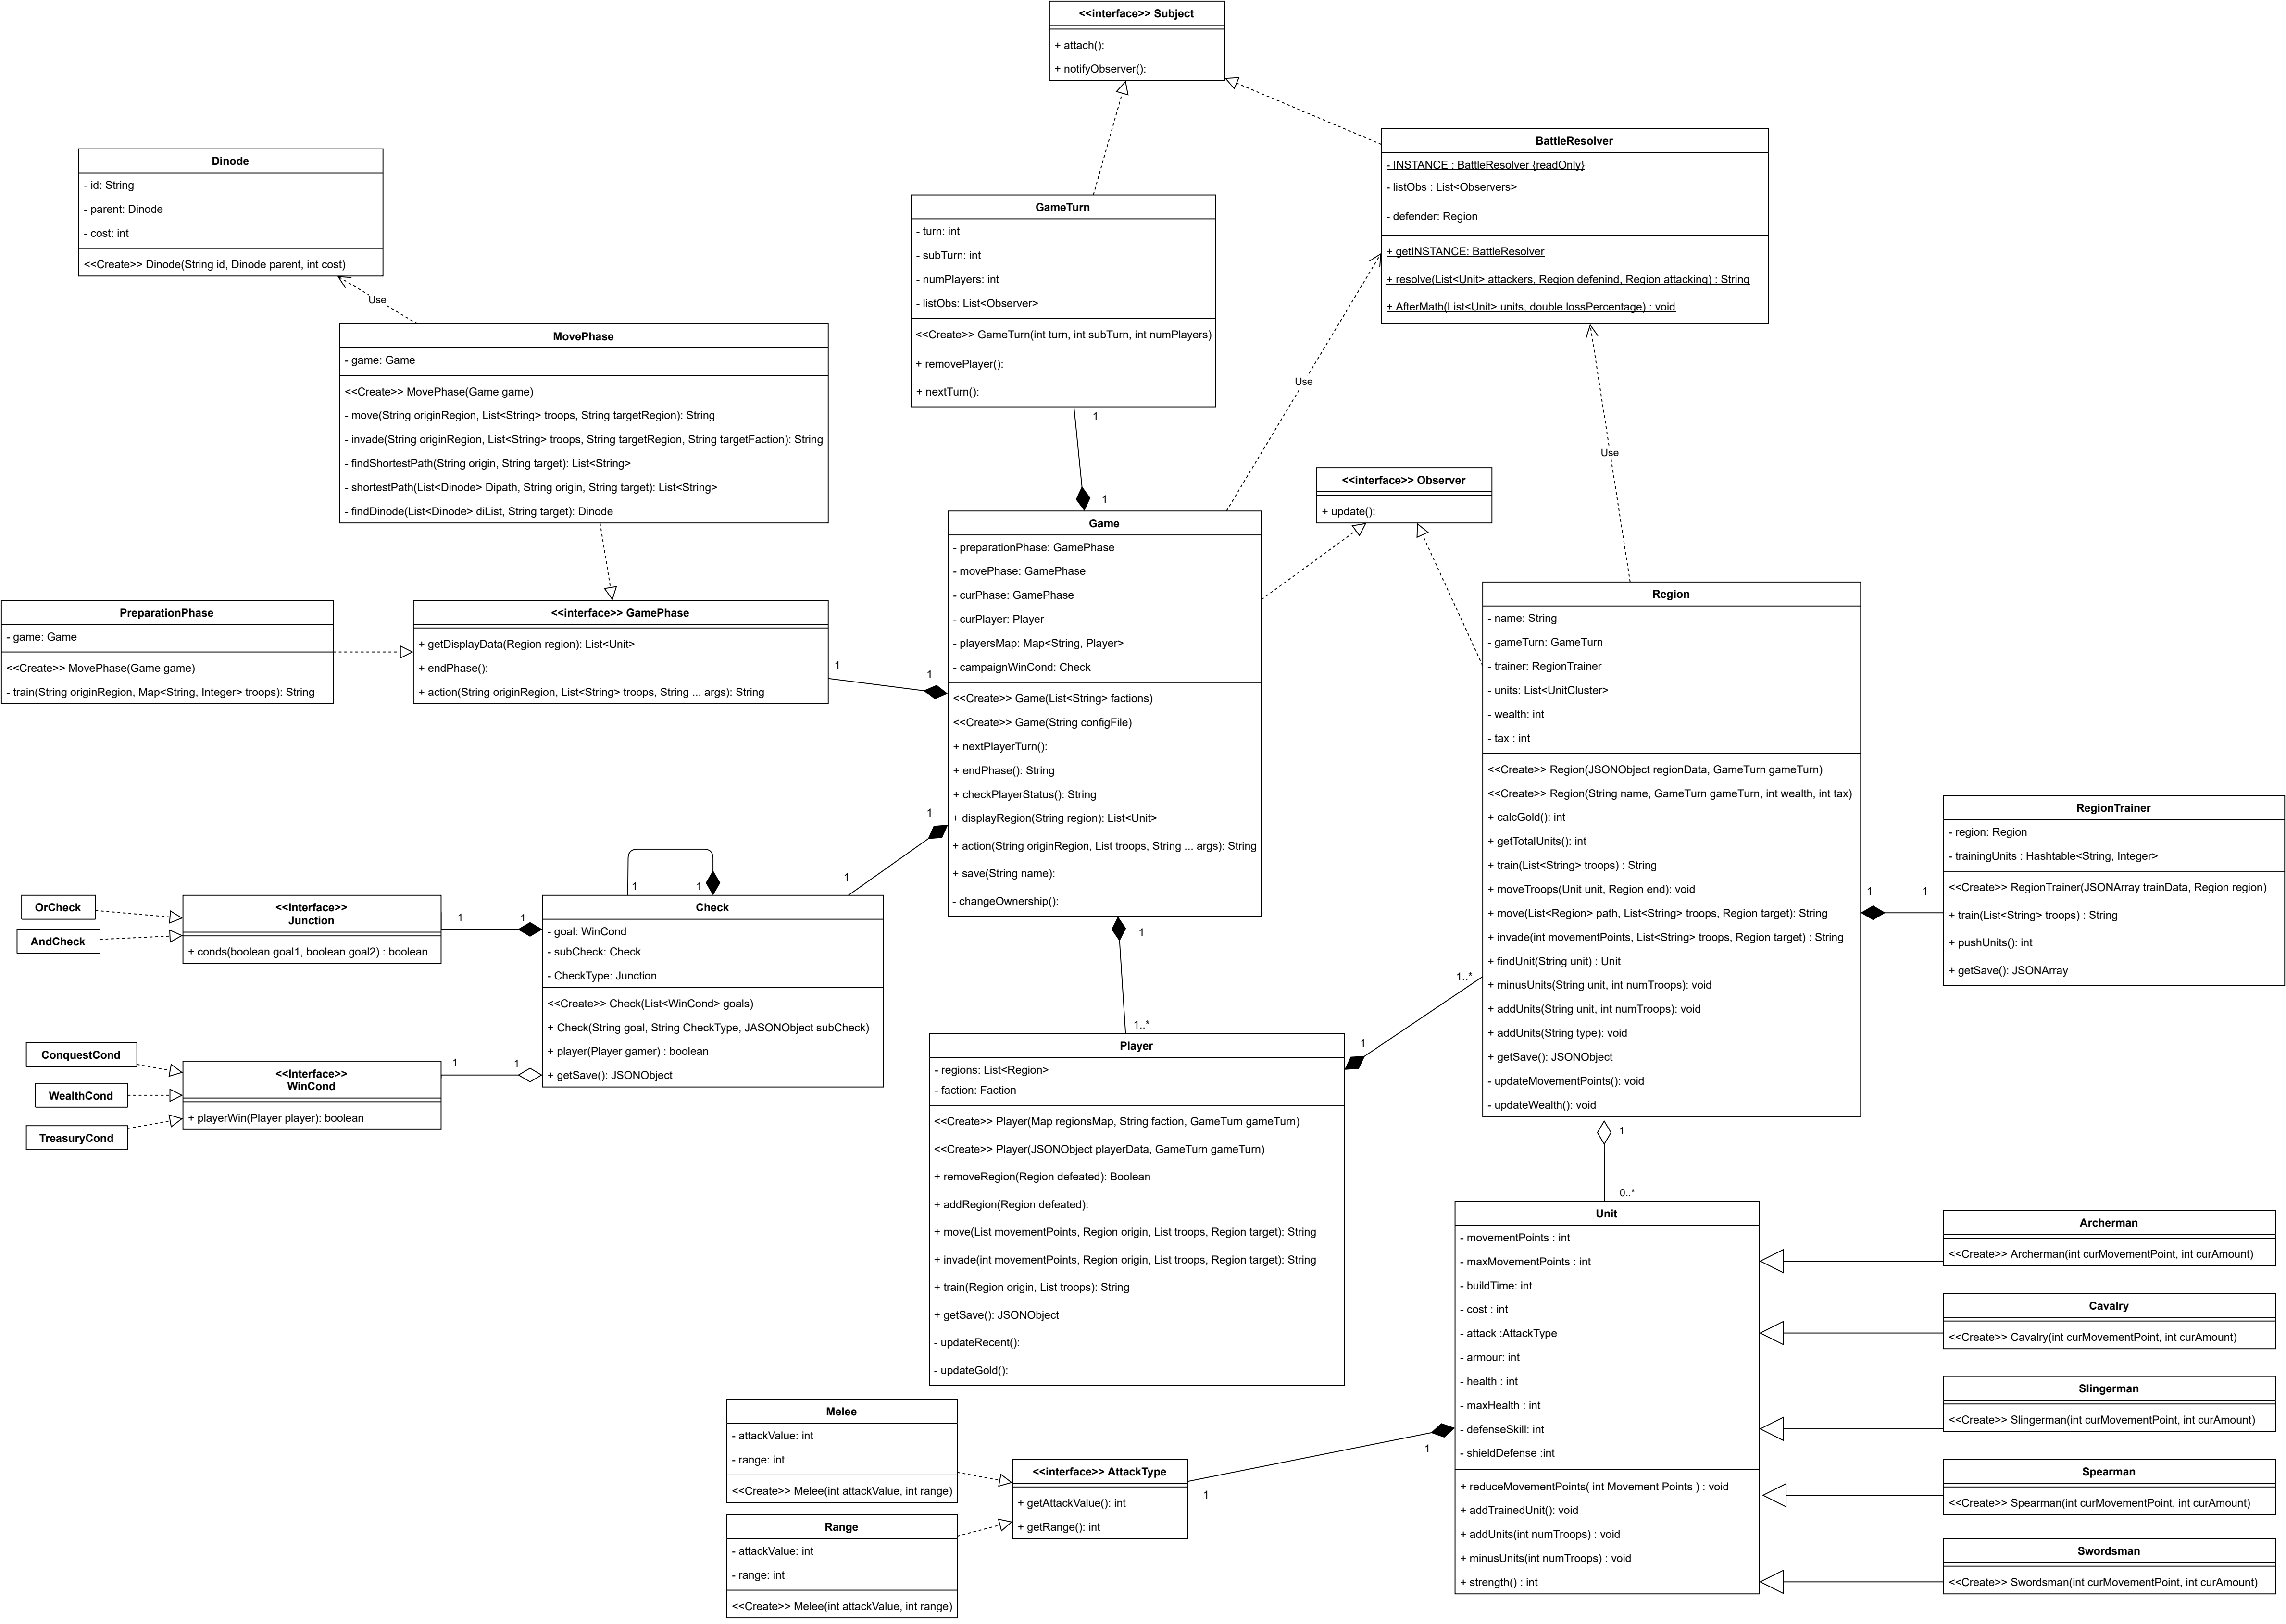 <<interface>> Subject
+ attach():
+ notifyObserver():
Dinode
- id: String
- parent: Dinode
- cost: int
<<Create>> Dinode(String id, Dinode parent, int cost)
Use
BattleResolver
- INSTANCE : BattleResolver {readOnly}
- listObs : List<Observers>
- defender: Region
+ getINSTANCE: BattleResolver
+ resolve(List<Unit> attackers, Region defenind, Region attacking) : String
+ AfterMath(List<Unit> units, double lossPercentage) : void
GameTurn
- turn: int
- subTurn: int
- numPlayers: int
- listObs: List<Observer>
<<Create>> GameTurn(int turn, int subTurn, int numPlayers)
+ removePlayer():
+ nextTurn():
1
1
Use
Use
MovePhase
- game: Game
<<Create>> MovePhase(Game game)
- move(String originRegion, List<String> troops, String targetRegion): String
- invade(String originRegion, List<String> troops, String targetRegion, String targetFaction): String
- findShortestPath(String origin, String target): List<String>
- shortestPath(List<Dinode> Dipath, String origin, String target): List<String>
- findDinode(List<Dinode> diList, String target): Dinode
<<interface>> Observer
+ update():
PreparationPhase
- game: Game
<<Create>> MovePhase(Game game)
- train(String originRegion, Map<String, Integer> troops): String
<<interface>> GamePhase
+ getDisplayData(Region region): List<Unit>
+ endPhase():
+ action(String originRegion, List<String> troops, String ... args): String
1
1
Game
- preparationPhase: GamePhase
- movePhase: GamePhase
- curPhase: GamePhase
- curPlayer: Player
- playersMap: Map<String, Player>
- campaignWinCond: Check
<<Create>> Game(List<String> factions)
<<Create>> Game(String configFile)
+ nextPlayerTurn():
+ endPhase(): String
+ checkPlayerStatus(): String
+ displayRegion(String region): List<Unit>
+ action(String originRegion, List troops, String ... args): String
+ save(String name):
- changeOwnership():
1
1
1
1..*
Region
- name: String
- gameTurn: GameTurn
- trainer: RegionTrainer
- units: List<UnitCluster>
- wealth: int
- tax : int
<<Create>> Region(JSONObject regionData, GameTurn gameTurn)
<<Create>> Region(String name, GameTurn gameTurn, int wealth, int tax)
+ calcGold(): int
+ getTotalUnits(): int
+ train(List<String> troops) : String
+ moveTroops(Unit unit, Region end): void
+ move(List<Region> path, List<String> troops, Region target): String
+ invade(int movementPoints, List<String> troops, Region target) : String
+ findUnit(String unit) : Unit
+ minusUnits(String unit, int numTroops): void
+ addUnits(String unit, int numTroops): void
+ addUnits(String type): void
+ getSave(): JSONObject
- updateMovementPoints(): void
- updateWealth(): void
1
1
RegionTrainer
- region: Region
- trainingUnits : Hashtable<String, Integer>
<<Create>> RegionTrainer(JSONArray trainData, Region region)
+ train(List<String> troops) : String
+ pushUnits(): int
+ getSave(): JSONArray
OrCheck
AndCheck
<<Interface>>
Junction
+ conds(boolean goal1, boolean goal2) : boolean
1
1
1
1
Check
- goal: WinCond
- subCheck: Check
- CheckType: Junction
<<Create>> Check(List<WinCond> goals)
+ Check(String goal, String CheckType, JASONObject subCheck)
+ player(Player gamer) : boolean
+ getSave(): JSONObject
ConquestCond
WealthCond
TreasuryCond
<<Interface>>
WinCond
+ playerWin(Player player): boolean
1
1
Player
- regions: List<Region>
- faction: Faction
<<Create>> Player(Map regionsMap, String faction, GameTurn gameTurn)
<<Create>> Player(JSONObject playerData, GameTurn gameTurn)
+ removeRegion(Region defeated): Boolean
+ addRegion(Region defeated):
+ move(List movementPoints, Region origin, List troops, Region target): String
+ invade(int movementPoints, Region origin, List troops, Region target): String
+ train(Region origin, List troops): String
+ getSave(): JSONObject
- updateRecent():
- updateGold():
1
1..*
1
0..*
Unit
- movementPoints : int
- maxMovementPoints : int
- buildTime: int
- cost : int
- attack :AttackType
- armour: int
- health : int
- maxHealth : int
- defenseSkill: int
- shieldDefense :int
+ reduceMovementPoints( int Movement Points ) : void
+ addTrainedUnit(): void
+ addUnits(int numTroops) : void
+ minusUnits(int numTroops) : void
+ strength() : int
Archerman
<<Create>> Archerman(int curMovementPoint, int curAmount)
Cavalry
<<Create>> Cavalry(int curMovementPoint, int curAmount)
Slingerman
<<Create>> Slingerman(int curMovementPoint, int curAmount)
Spearman
<<Create>> Spearman(int curMovementPoint, int curAmount)
Swordsman
<<Create>> Swordsman(int curMovementPoint, int curAmount)
Melee
- attackValue: int
- range: int
<<Create>> Melee(int attackValue, int range)
Range
- attackValue: int
- range: int
<<Create>> Melee(int attackValue, int range)
<<interface>> AttackType
+ getAttackValue(): int
+ getRange(): int
1
1